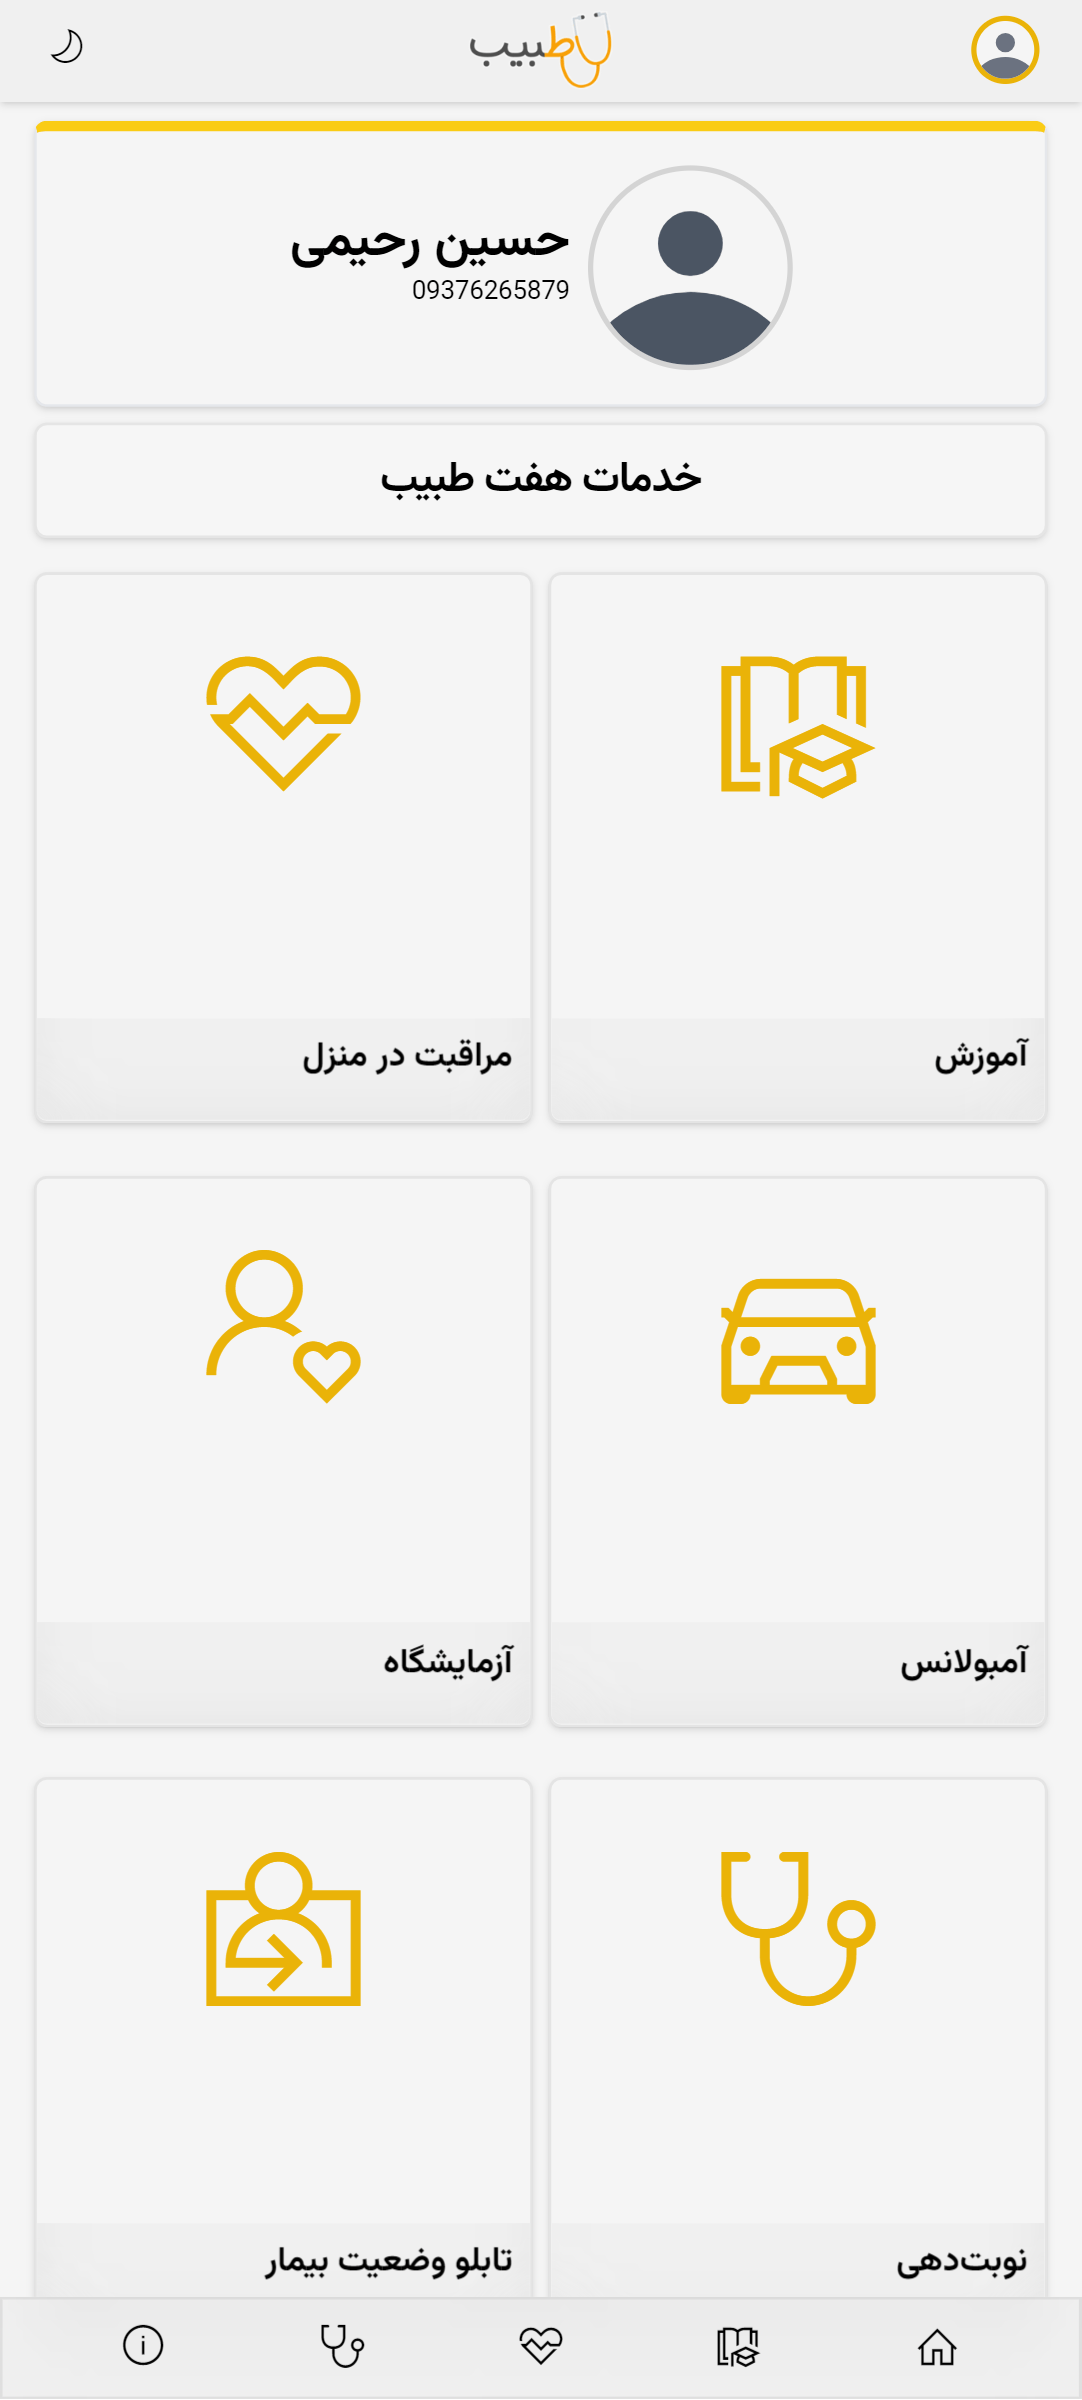 طبیب
حسین رحیمی
09376265879
خدمات هفت طبیب
آموزش
مراقبت در منزل
آمبولانس
آزمایشگاه
نوبت‌دهی
تابلو وضعیت بیمار